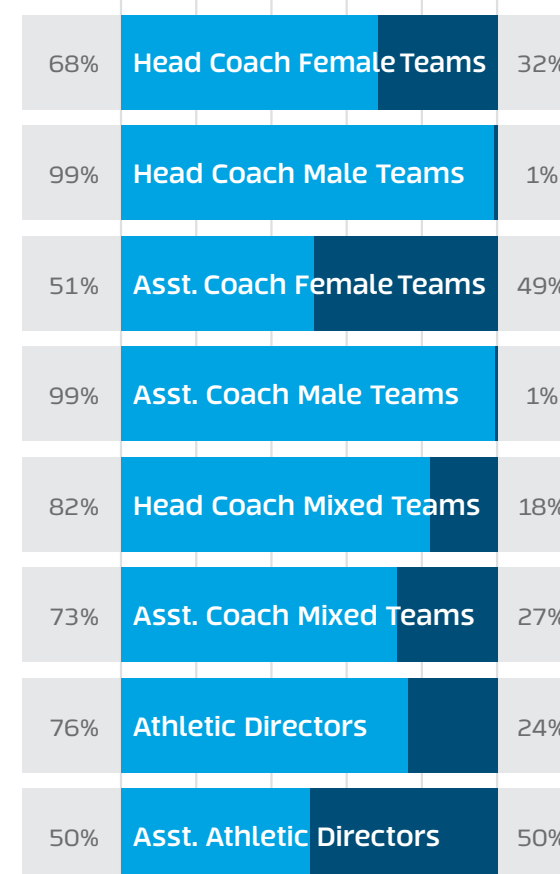 68% Head Coach Female Teams 32%
99% Head Coach Male Teams 1%
51% Asst. Coach Female Teams 49%
99% Asst. Coach Male Teams 1%
82% Head Coach Mixed Teams 18%
73% Asst. Coach Mixed Teams 27%
76% Athletic Directors 24%
50% Asst. Athletic Directors 50%